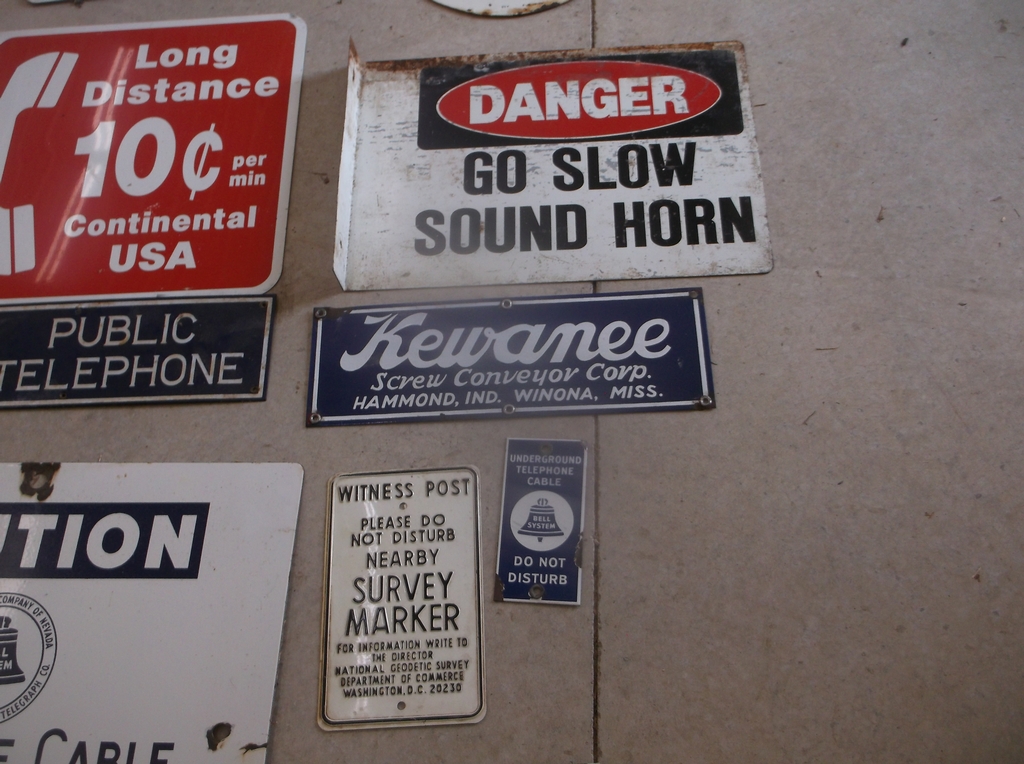 Long
Distance
10¢ per min
Continental
USA
PUBLIC
TELEPHONE
DANGER
GO SLOW
SOUND HORN
Kewanee
Screw Conveyor Corp.
HAMMOND, IND. WINONA, MISS.
UNDERGROUND
TELEPHONE
CABLE
BELL
SYSTEM
DO NOT
DISTURB
WITNESS POST
PLEASE DO
NOT DISTURB
NEARBY
SURVEY
MARKER
FOR INFORMATION WRITE TO
THE DIRECTOR
NATIONAL GEODETIC SURVEY
DEPARTMENT OF COMMERCE
WASHINGTON, D.C. 20230
TION
COMPANY OF NEVADA
TELEGRAPH CO.
CABLE